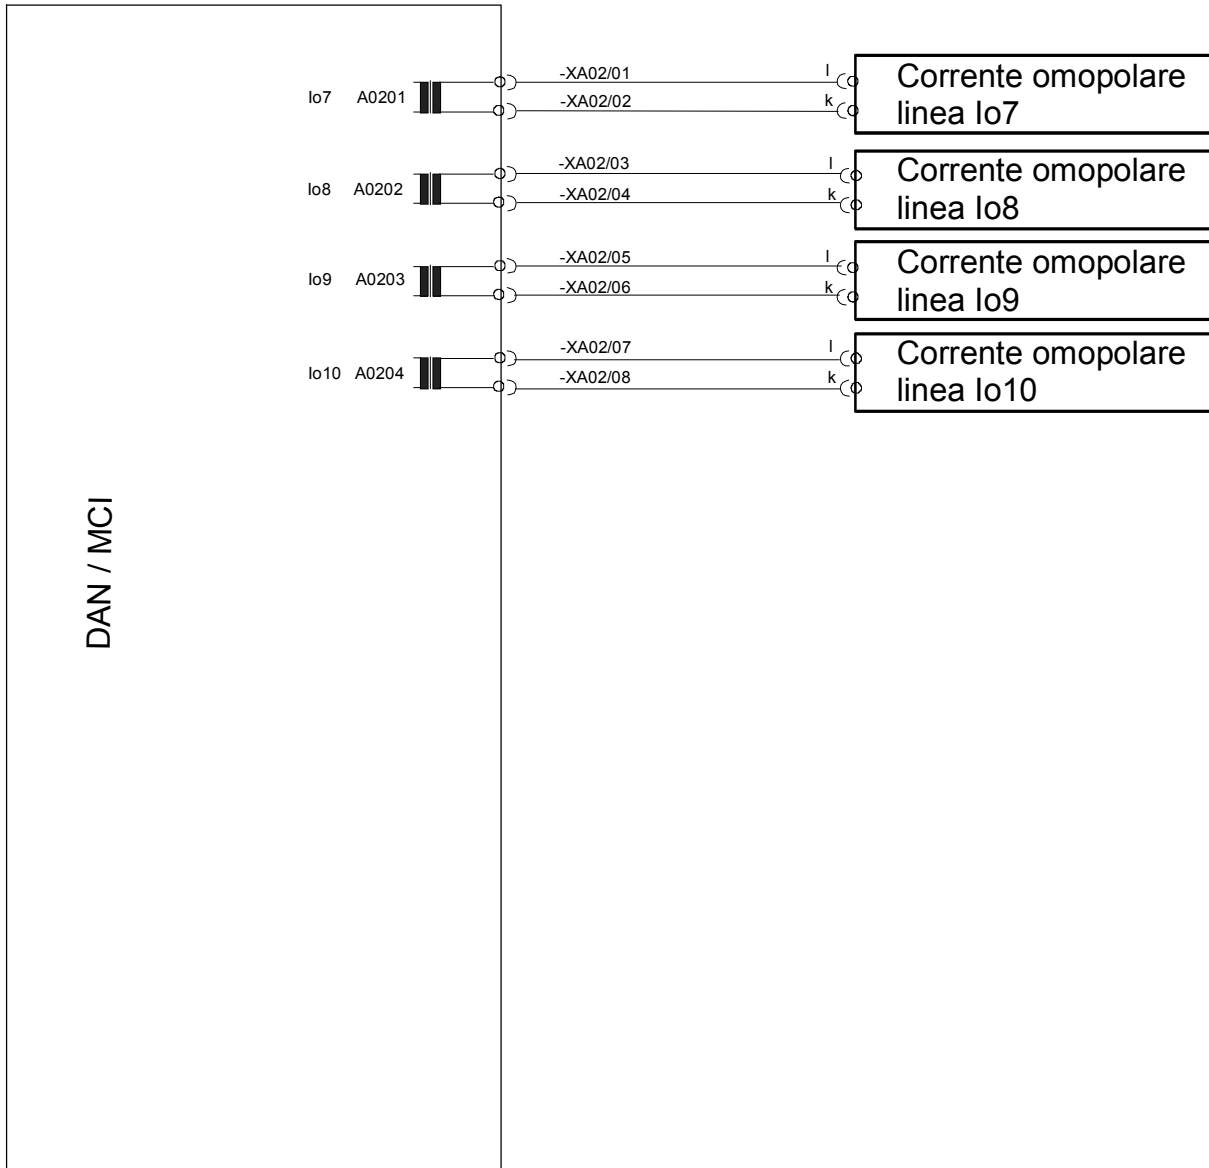 -XA02/01
l
Io7 A0201
-XA02/02
k
Corrente omopolare
linea Io7
-XA02/03
l
Io8 A0202
-XA02/04
k
Corrente omopolare
linea Io8
-XA02/05
l
Io9 A0203
-XA02/06
k
Corrente omopolare
linea Io9
-XA02/07
l
Io10 A0204
-XA02/08
k
Corrente omopolare
linea Io10
DAN / MCI